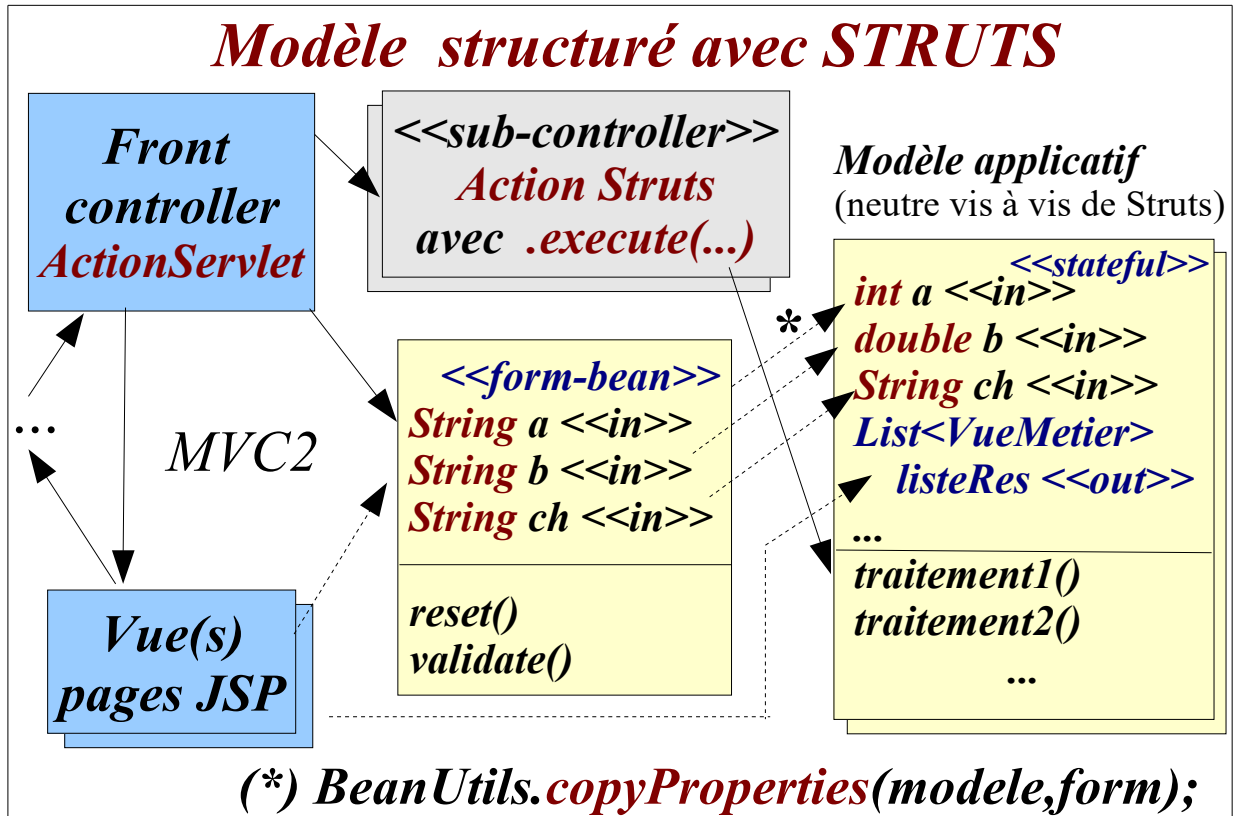 Modèle structuré avec STRUTS
Front
controller
ActionServlet
<<sub-controller>>
Action Struts
avec .execute(...)
Modèle applicatif
(neutre vis à vis de Struts)
<<stateful>>
int a <<in>>
double b <<in>>
String ch <<in>>
List<VueMetier>
listeRes <<out>>
...
traitement1()
traitement2()
...
*
<<form-bean>>
String a <<in>>
String b <<in>>
String ch <<in>>
reset()
validate()
...
MVC2
Vue(s)
pages JSP
(*) BeanUtils.copyProperties(modele,form);